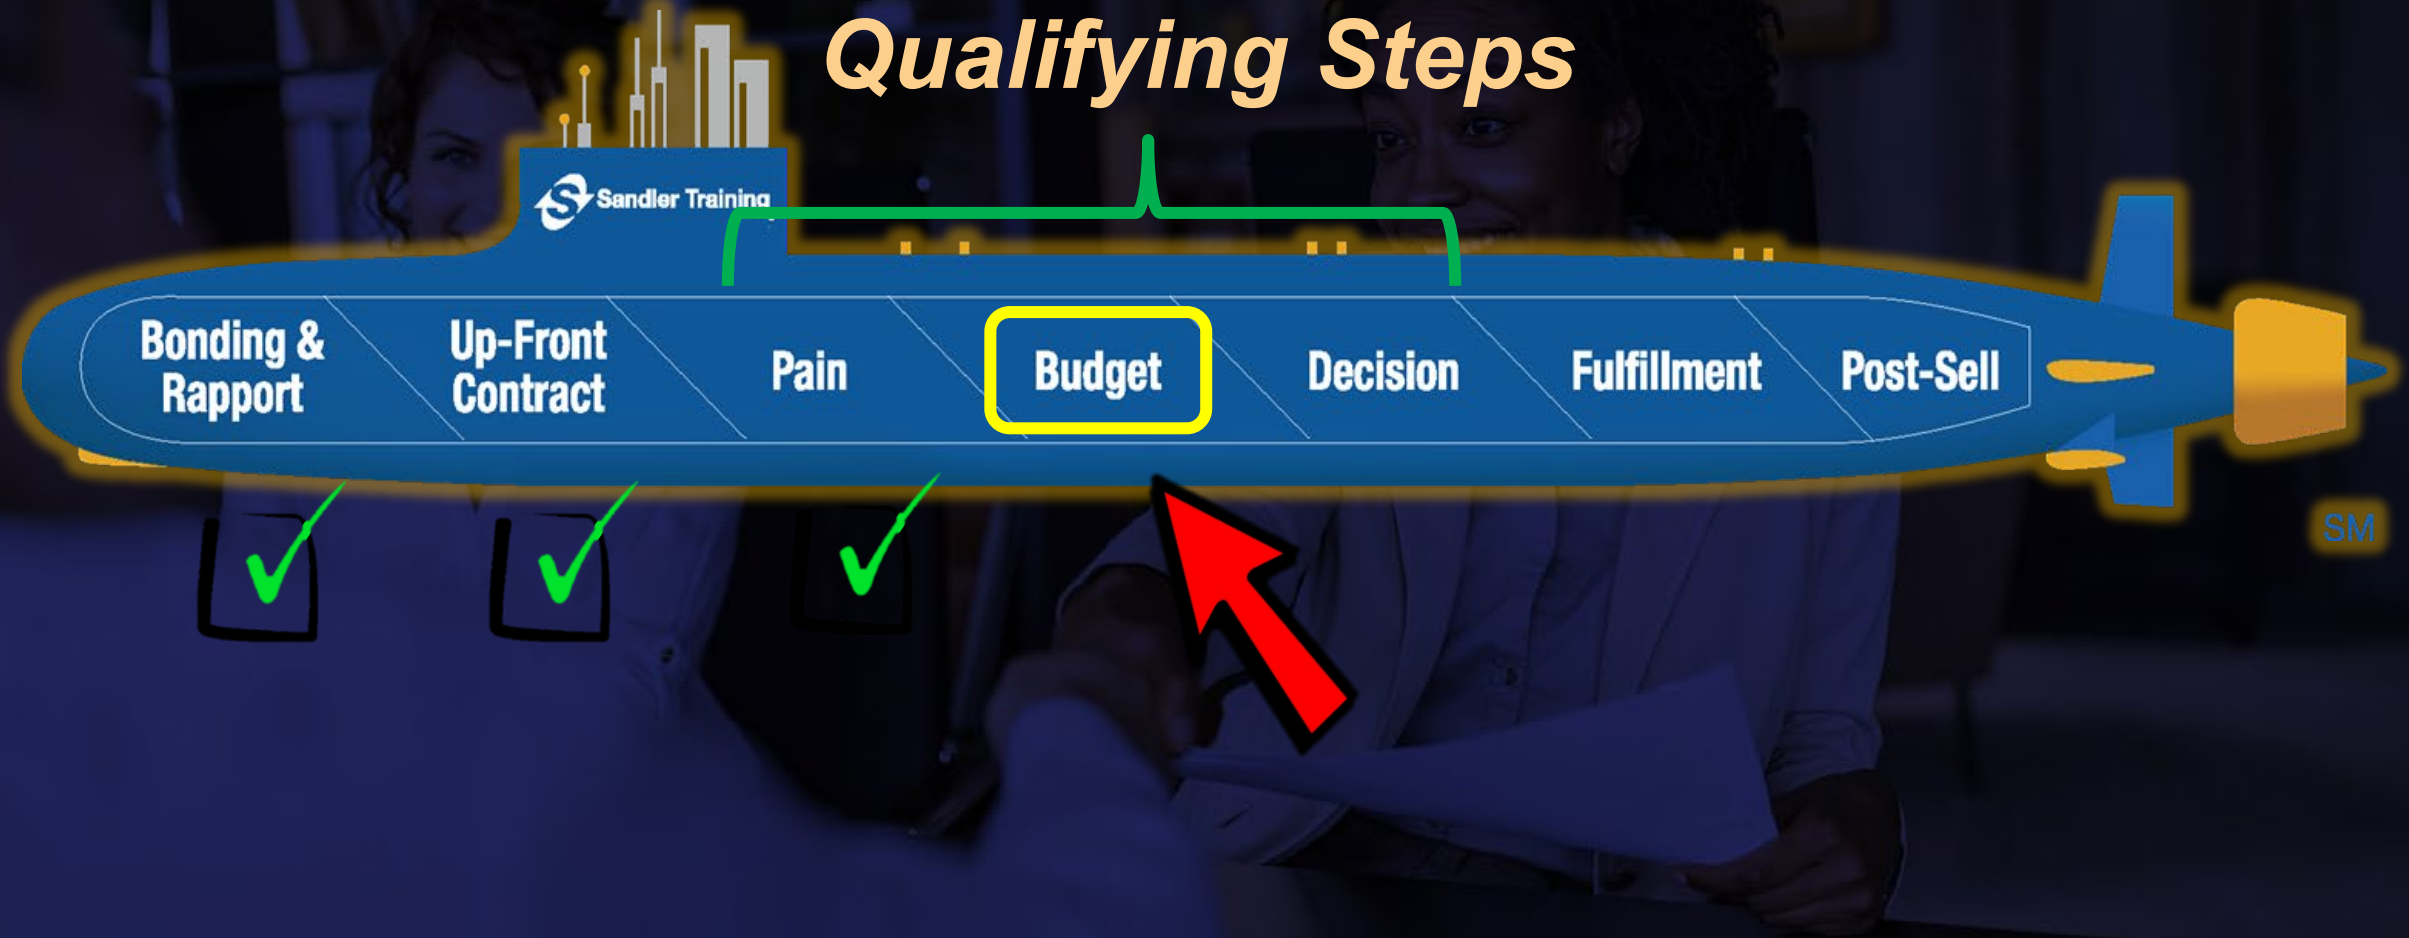 Qualifying Steps
Sandler Training
Bonding &
Rapport
Up-Front
Contract
Pain
Budget
Decision
Fulfillment
Post-Sell
SM